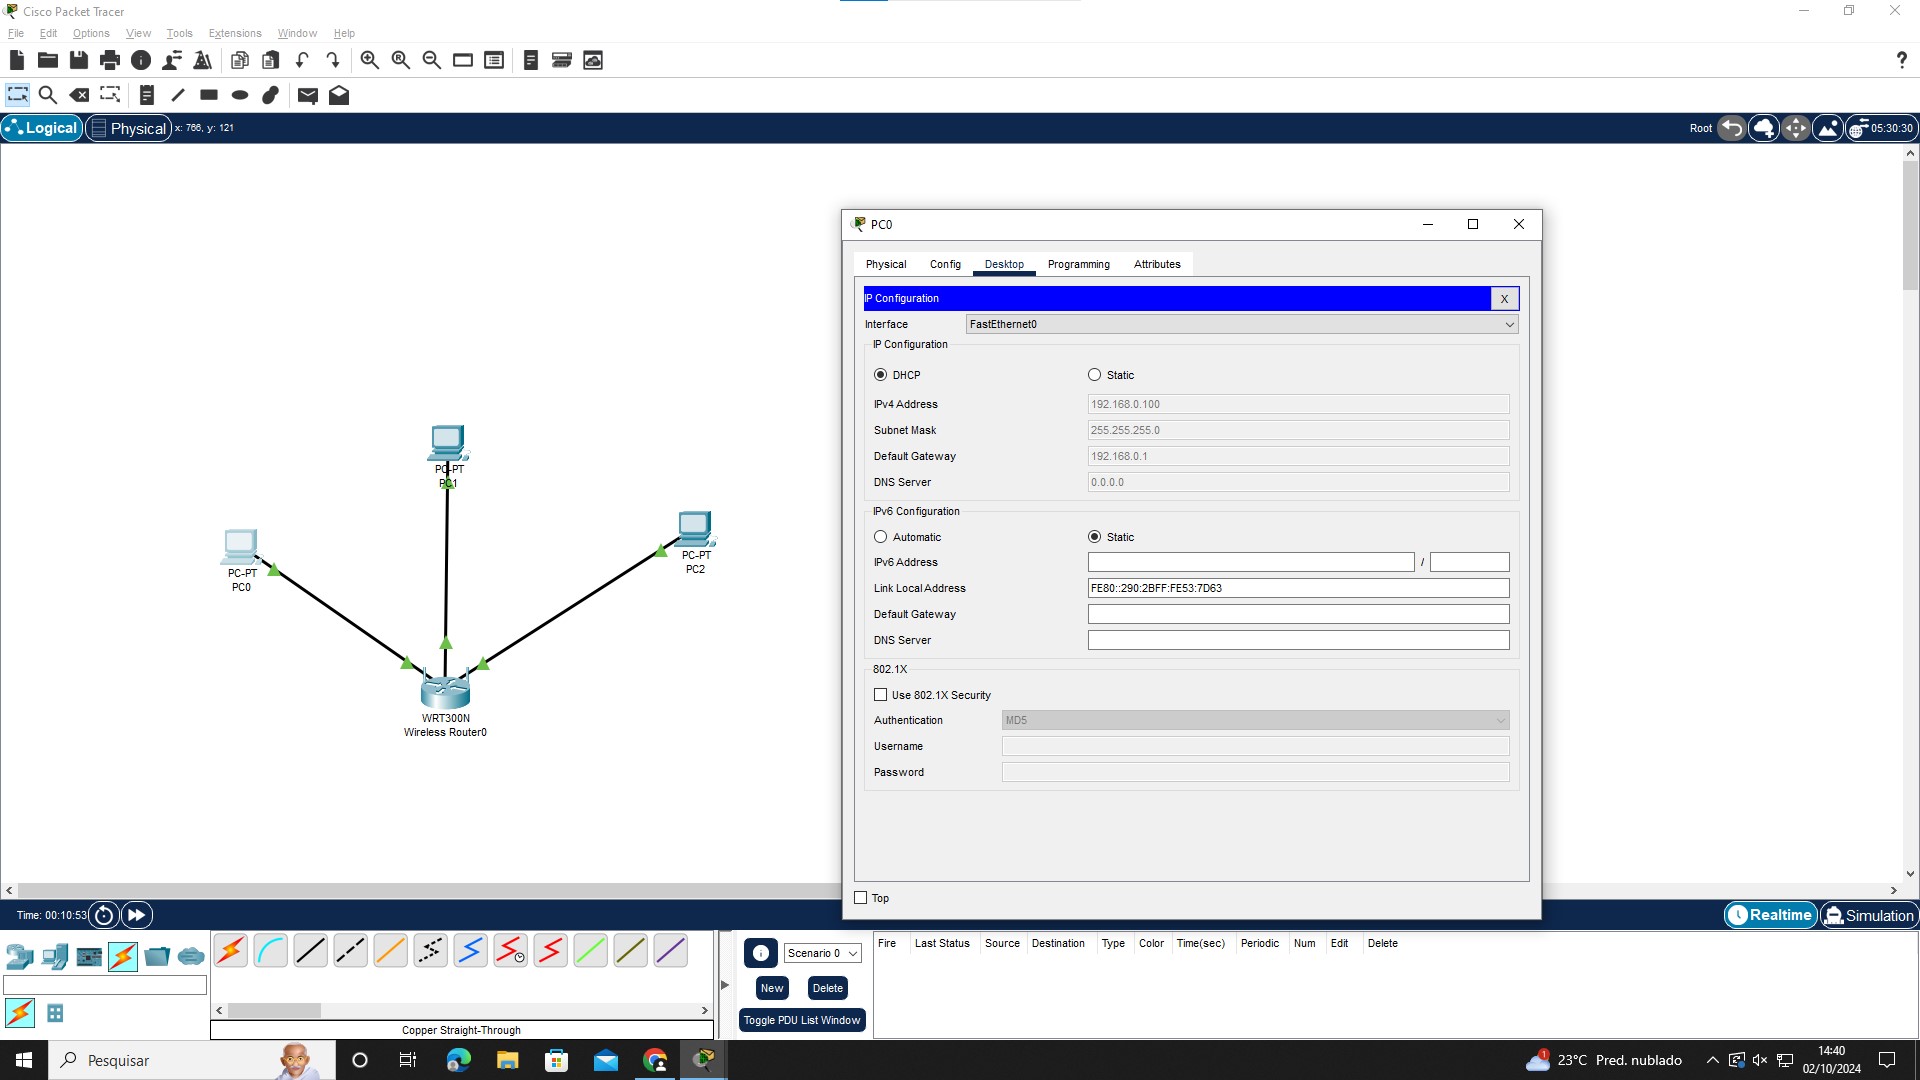 Cisco Packet Tracer
File Edit Options View Tools Extensions Window Help
Logical Physical x: 766, y: 121 Root 05:30:30
PC0
Physical Config Desktop Programming Attributes
IP Configuration X
Interface FastEthernet0
IP Configuration
DHCP Static
IPv4 Address 192.168.0.100
Subnet Mask 255.255.255.0
Default Gateway 192.168.0.1
DNS Server 0.0.0.0
IPv6 Configuration
Automatic Static
IPv6 Address /
Link Local Address FE80::290:2BFF:FE53:7D63
Default Gateway
DNS Server
802.1X
Use 802.1X Security
Authentication MD5
Username
Password
Top
PC-PT
PC1
PC-PT
PC2
PC-PT
PC0
WRT300N
Wireless Router0
Time: 00:10:53 Realtime Simulation
Scenario 0
New Delete
Toggle PDU List Window
Fire Last Status Source Destination Type Color Time(sec) Periodic Num Edit Delete
Copper Straight-Through
Pesquisar
1 23°C Pred. nublado
14:40
02/10/2024